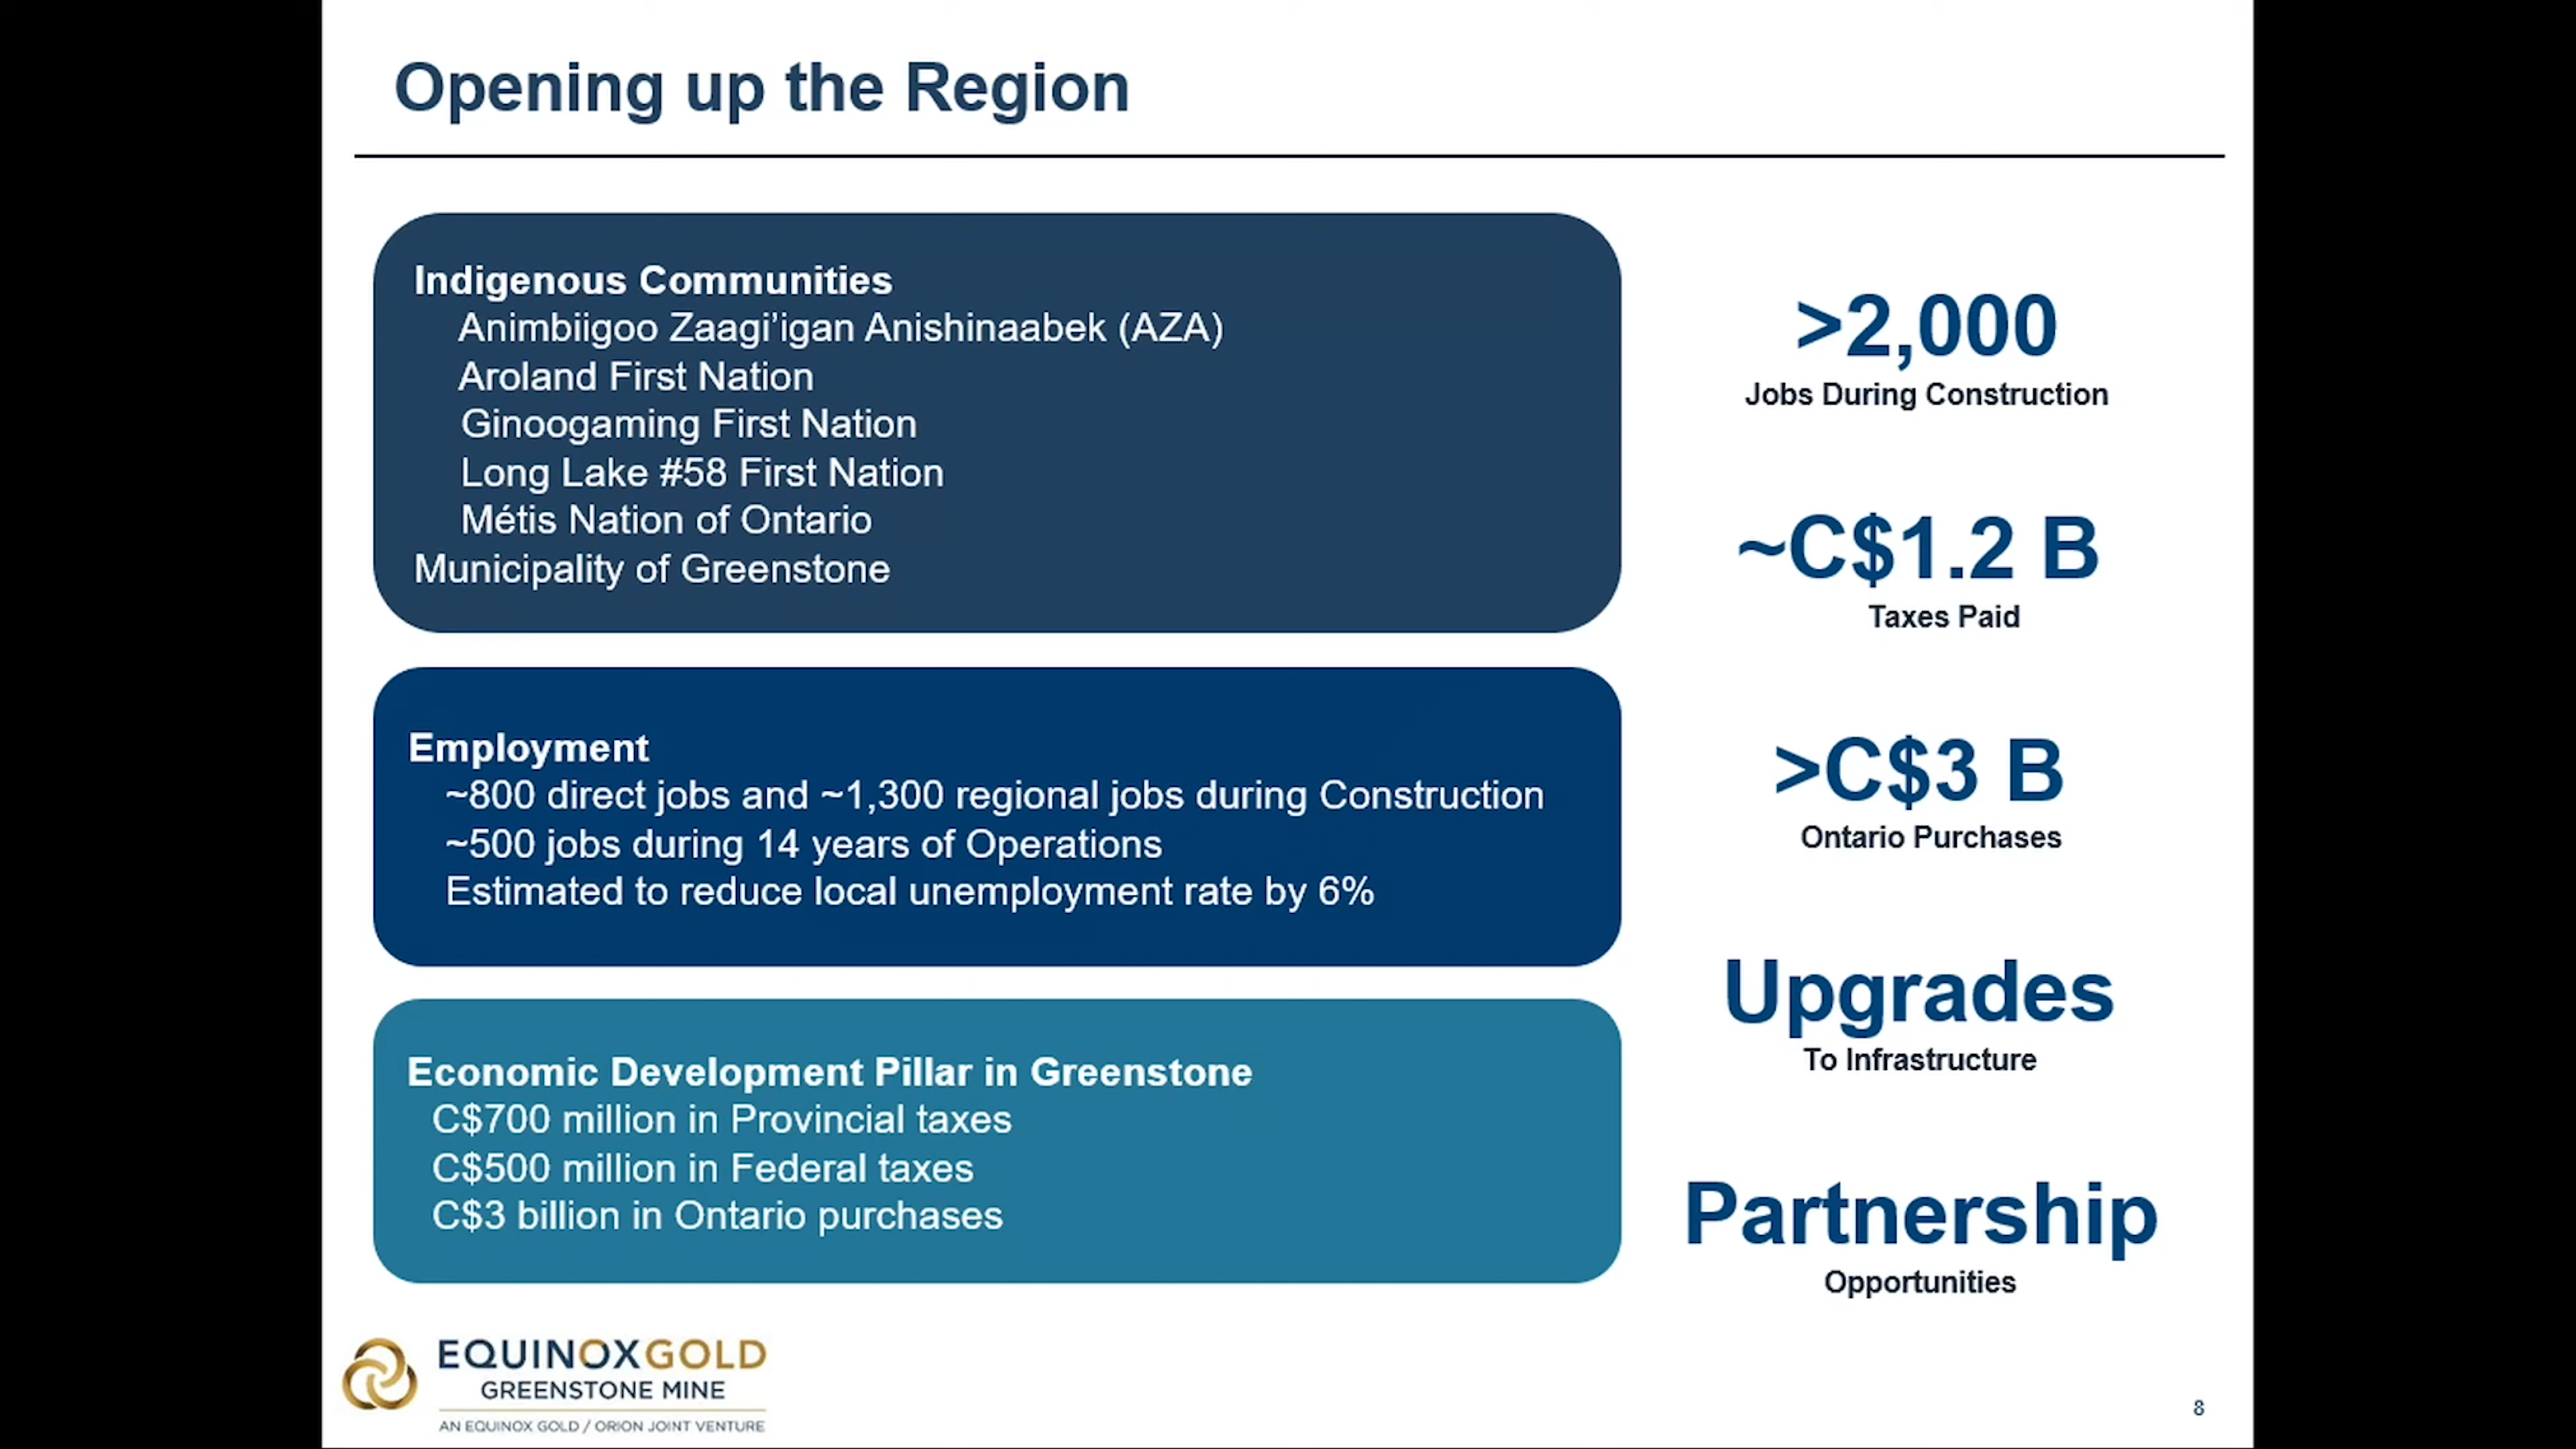 Opening up the Region
Indigenous Communities
Animbiigoo Zaagi’igan Anishinaabek (AZA)
Aroland First Nation
Ginoogaming First Nation
Long Lake #58 First Nation
Métis Nation of Ontario
Municipality of Greenstone
Employment
~800 direct jobs and ~1,300 regional jobs during Construction
~500 jobs during 14 years of Operations
Estimated to reduce local unemployment rate by 6%
Economic Development Pillar in Greenstone
C$700 million in Provincial taxes
C$500 million in Federal taxes
C$3 billion in Ontario purchases
>2,000
Jobs During Construction
~C$1.2 B
Taxes Paid
>C$3 B
Ontario Purchases
Upgrades
To Infrastructure
Partnership
Opportunities
EQUINOXGOLD
GREENSTONE MINE
AN EQUINOX GOLD / ORION JOINT VENTURE
8